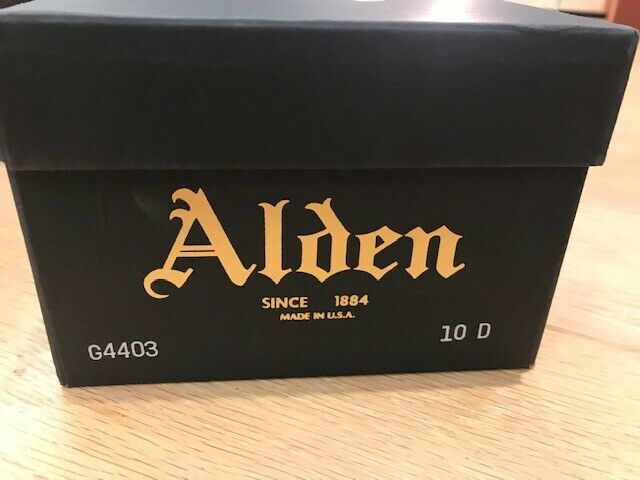 Alden
SINCE 1884
MADE IN U.S.A.
G4403 10 D